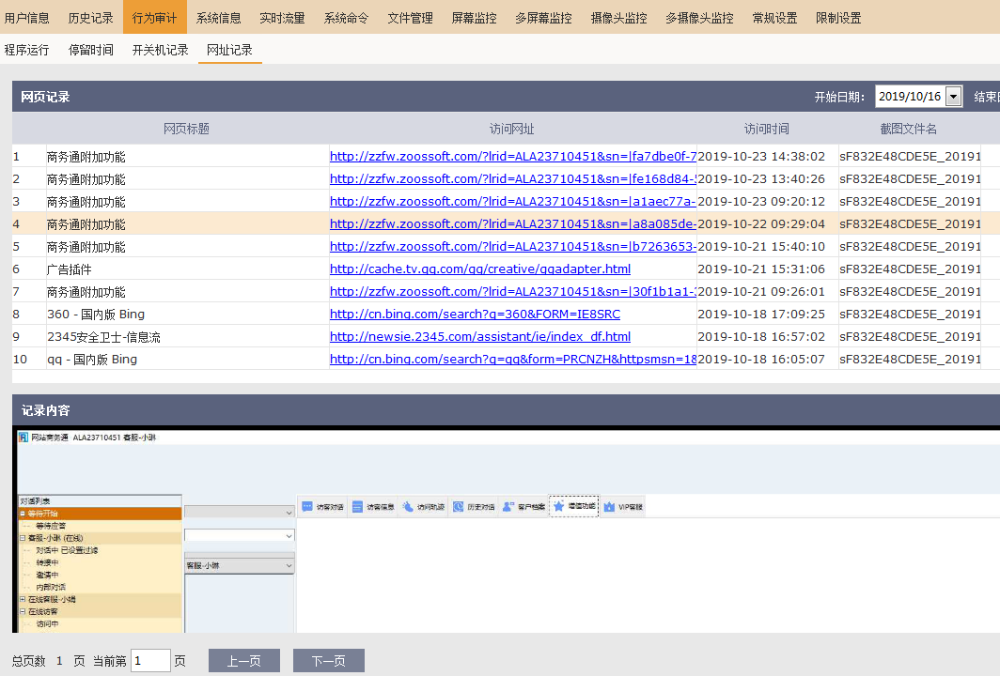 用户信息 历史记录 行为审计 系统信息 实时流量 系统命令 文件管理 屏幕监控 多屏幕监控 摄像头监控 多摄像头监控 常规设置 限制设置
程序运行 停留时间 开关机记录 网址记录
网页记录 开始日期: 2019/10/16 结束日
网页标题 访问网址 访问时间 截图文件名
1 商务通附加功能 http://zzfw.zoossoft.com/?lrid=ALA23710451&sn=|fa7dbe0f-7 2019-10-23 14:38:02 sF832E48CDE5E_20191
2 商务通附加功能 http://zzfw.zoossoft.com/?lrid=ALA23710451&sn=|fe168d84- 2019-10-23 13:40:26 sF832E48CDE5E_20191
3 商务通附加功能 http://zzfw.zoossoft.com/?lrid=ALA23710451&sn=|a1aec77a- 2019-10-23 09:20:12 sF832E48CDE5E_20191
4 商务通附加功能 http://zzfw.zoossoft.com/?lrid=ALA23710451&sn=|a8a085de- 2019-10-22 09:29:04 sF832E48CDE5E_20191
5 商务通附加功能 http://zzfw.zoossoft.com/?lrid=ALA23710451&sn=|b7263653- 2019-10-21 15:40:10 sF832E48CDE5E_20191
6 广告插件 http://cache.tv.qq.com/qq/creative/qqadapter.html 2019-10-21 15:31:06 sF832E48CDE5E_20191
7 商务通附加功能 http://zzfw.zoossoft.com/?lrid=ALA23710451&sn=|30f1b1a1- 2019-10-21 09:26:01 sF832E48CDE5E_20191
8 360 - 国内版 Bing http://cn.bing.com/search?q=360&FORM=IE8SRC 2019-10-18 17:09:25 sF832E48CDE5E_20191
9 2345安全卫士-信息流 http://newsie.2345.com/assistant/ie/index_df.html 2019-10-18 16:57:02 sF832E48CDE5E_20191
10 qq - 国内版 Bing http://cn.bing.com/search?q=qq&form=PRCNZH&httpsmsn=1& 2019-10-18 16:05:07 sF832E48CDE5E_20191
记录内容
网站商务通 ALA23710451 客服-小琳
对话列表
访客对话 访客信息 访问轨迹 历史对话 客户档案 增值功能 VIP客服
等待开始
等待应答
客服-小琳 (在线)
对话中 已设置过滤
转接中
客服-小琳
邀请中
内部对话
在线客服-小娟
在线访客
访问中
总页数 1 页 当前第 1 页 上一页 下一页